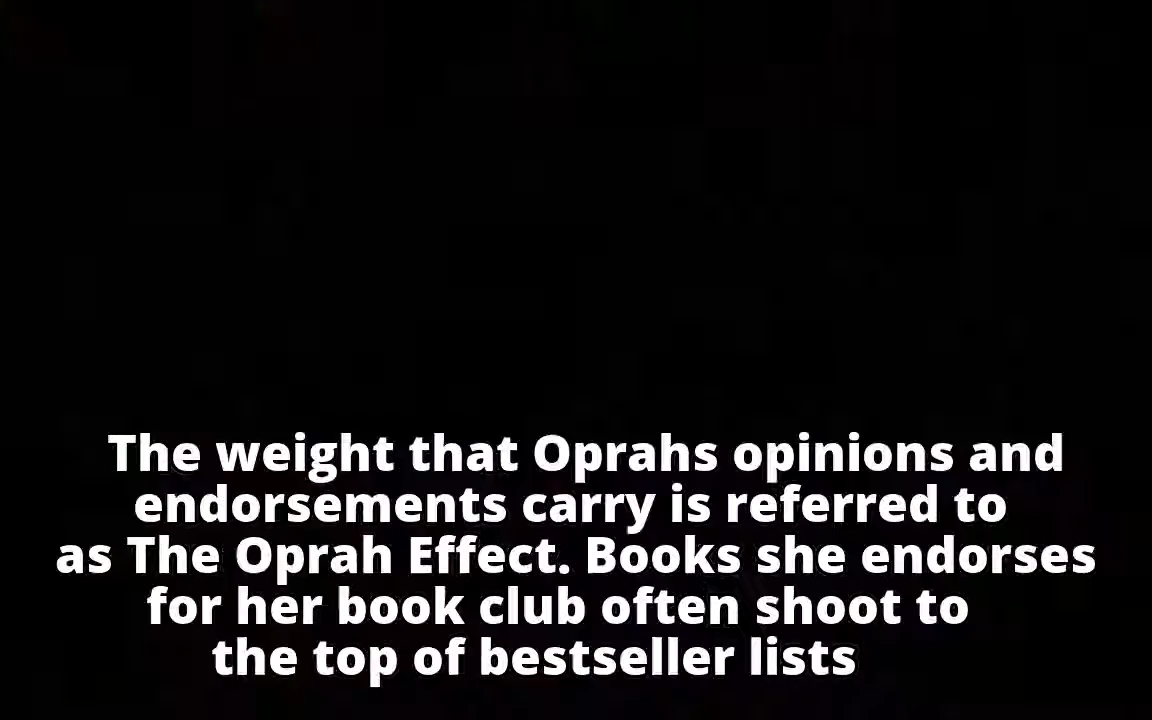 The weight that Oprahs opinions and
endorsements carry is referred to
as The Oprah Effect. Books she endorses
for her book club often shoot to
the top of bestseller lists